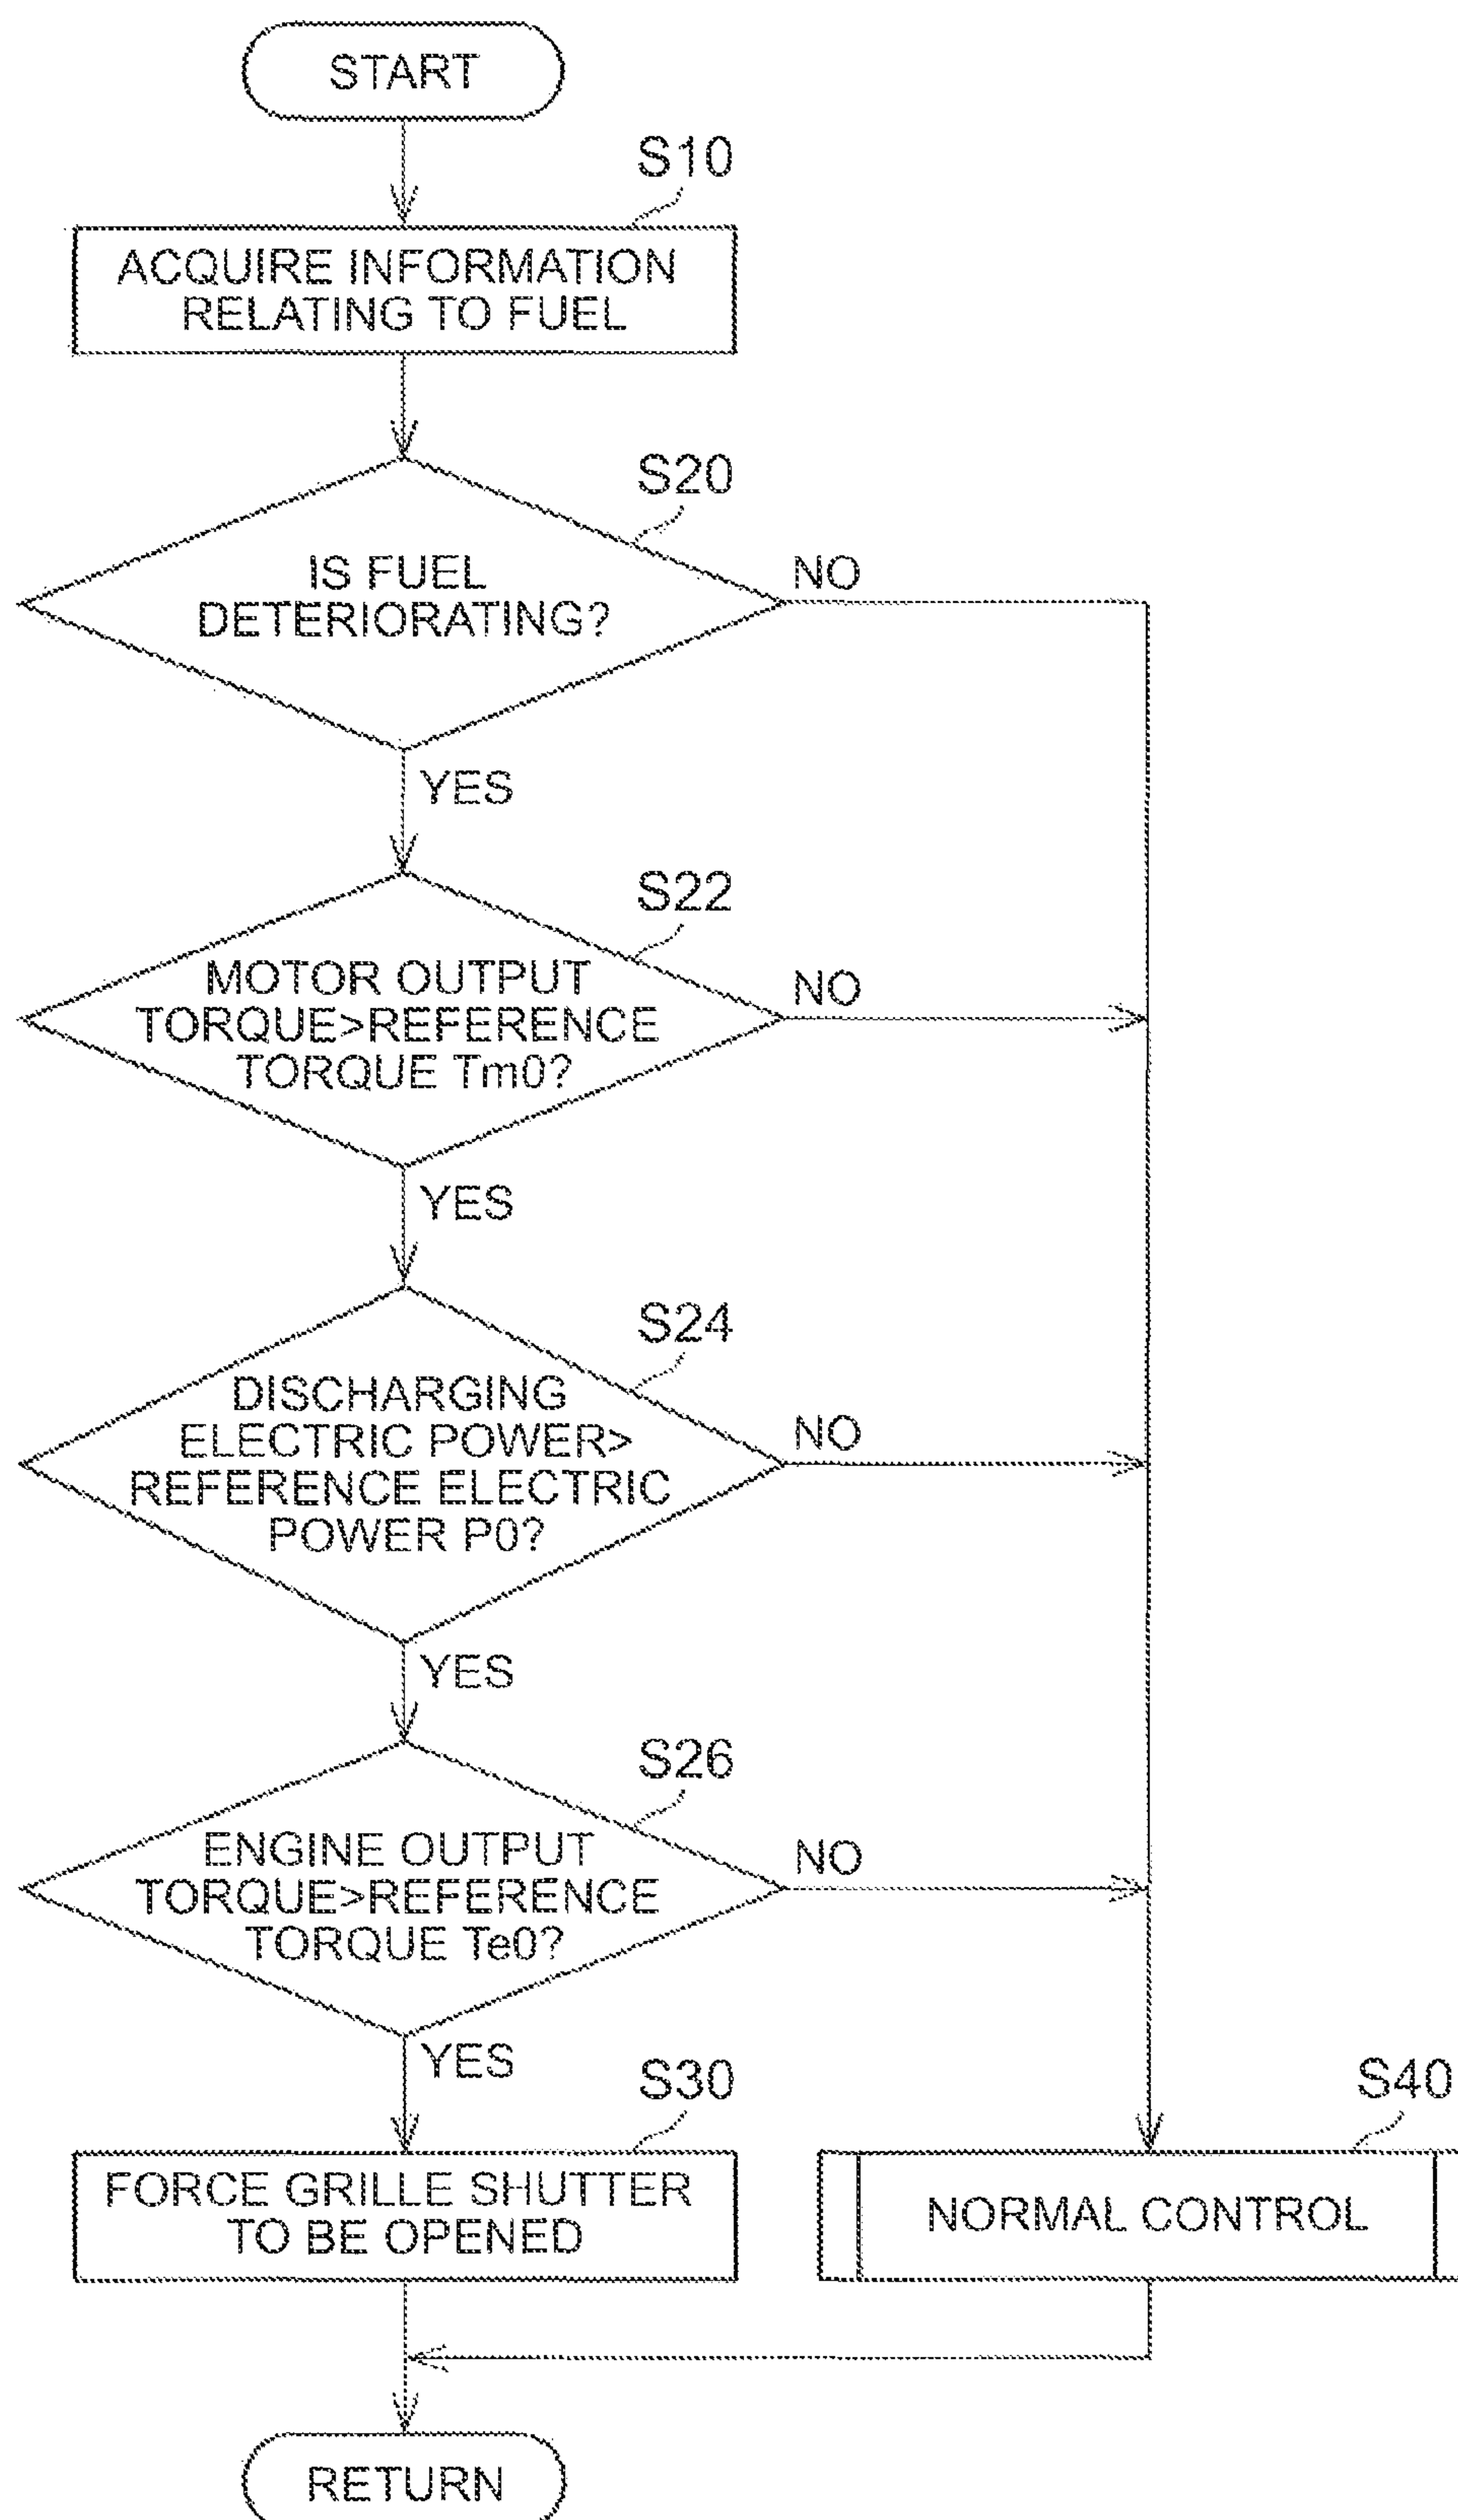 START
S10
ACQUIRE INFORMATION
RELATING TO FUEL
S20
IS FUEL
DETERIORATING?
NO
YES
S22
MOTOR OUTPUT
TORQUE>REFERENCE
TORQUE Tm0?
NO
YES
S24
DISCHARGING
ELECTRIC POWER>
REFERENCE ELECTRIC
POWER P0?
NO
YES
S26
ENGINE OUTPUT
TORQUE>REFERENCE
TORQUE Te0?
NO
YES
S30
FORCE GRILLE SHUTTER
TO BE OPENED
S40
NORMAL CONTROL
RETURN